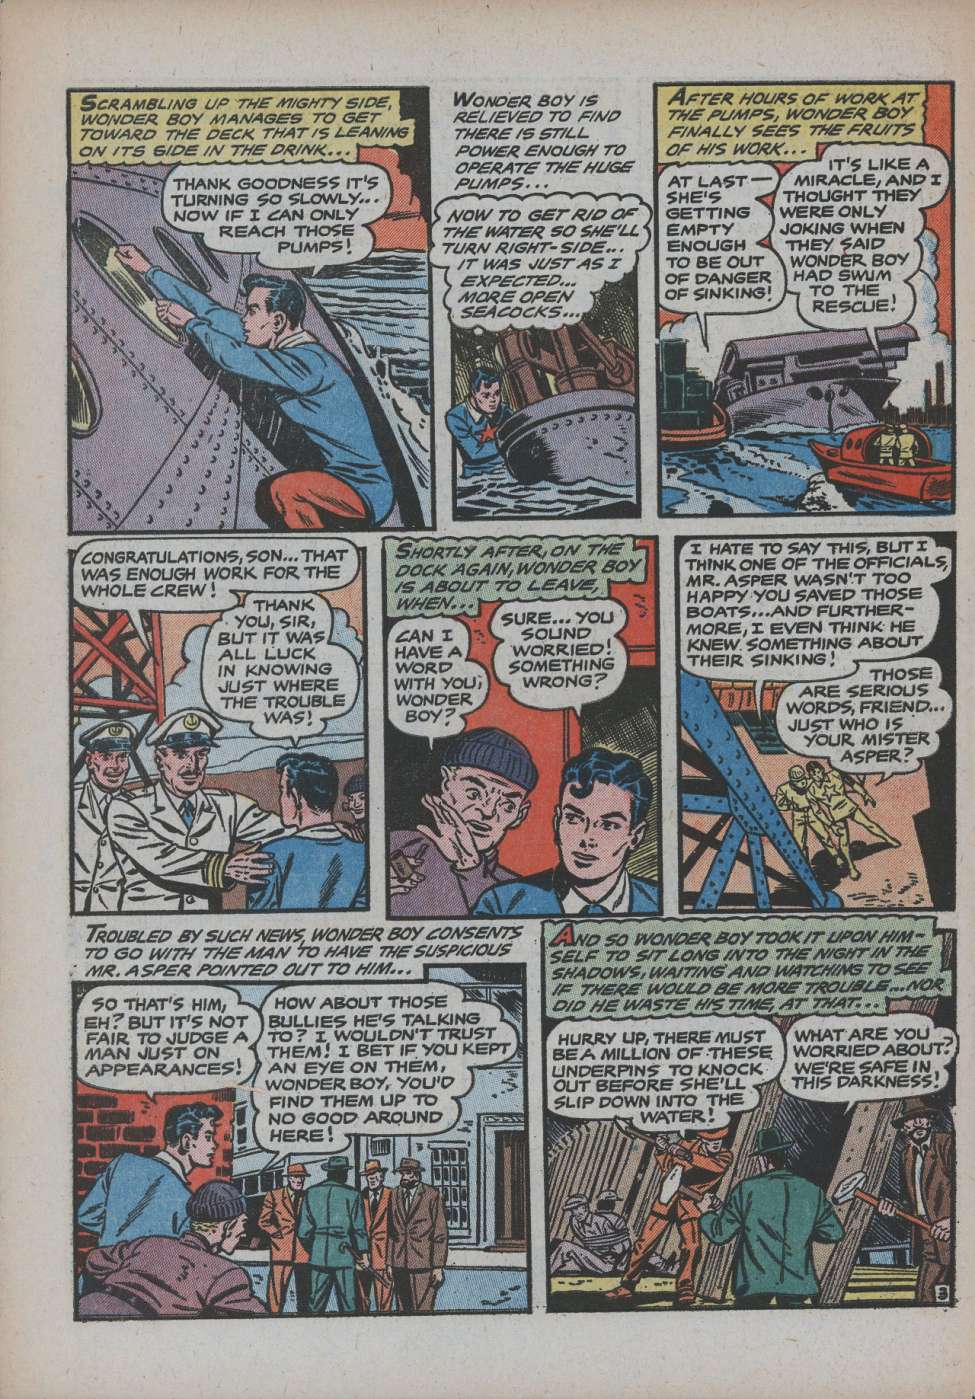 SCRAMBLING UP THE MIGHTY SIDE,
WONDER BOY MANAGES TO GET
TOWARD THE DECK THAT IS LEANING
ON ITS SIDE IN THE DRINK...
THANK GOODNESS IT'S
TURNING SO SLOWLY...
NOW IF I CAN ONLY
REACH THOSE
PUMPS!
WONDER BOY IS
RELIEVED TO FIND
THERE IS STILL
POWER ENOUGH TO
OPERATE THE HUGE
PUMPS...
NOW TO GET RID OF
THE WATER SO SHE'LL
TURN RIGHT-SIDE...
IT WAS JUST AS I
EXPECTED...
MORE OPEN
SEACOCKS...
AFTER HOURS OF WORK AT
THE PUMPS, WONDER BOY
FINALLY SEES THE FRUITS
OF HIS WORK...
AT LAST—
SHE'S
GETTING
EMPTY
ENOUGH
TO BE OUT
OF DANGER
OF SINKING!
IT'S LIKE A
MIRACLE, AND I
THOUGHT THEY
WERE ONLY
JOKING WHEN
THEY SAID
WONDER BOY
HAD SWUM
TO THE
RESCUE!
CONGRATULATIONS, SON... THAT
WAS ENOUGH WORK FOR THE
WHOLE CREW!
THANK
YOU, SIR,
BUT IT WAS
ALL LUCK
IN KNOWING
JUST WHERE
THE TROUBLE
WAS!
SHORTLY AFTER, ON THE
DOCK AGAIN, WONDER BOY
IS ABOUT TO LEAVE,
WHEN...
CAN I
HAVE A
WORD
WITH YOU,
WONDER
BOY?
SURE... YOU
SOUND
WORRIED!
SOMETHING
WRONG?
I HATE TO SAY THIS, BUT I
THINK ONE OF THE OFFICIALS,
MR. ASPER WASN'T TOO
HAPPY YOU SAVED THOSE
BOATS...AND FURTHER-
MORE, I EVEN THINK HE
KNEW SOMETHING ABOUT
THEIR SINKING!
THOSE
ARE SERIOUS
WORDS, FRIEND...
JUST WHO IS
YOUR MISTER
ASPER?
TROUBLED BY SUCH NEWS, WONDER BOY CONSENTS
TO GO WITH THE MAN TO HAVE THE SUSPICIOUS
MR. ASPER POINTED OUT TO HIM...
SO THAT'S HIM,
EH? BUT IT'S NOT
FAIR TO JUDGE A
MAN JUST ON
APPEARANCES!
HOW ABOUT THOSE
BULLIES HE'S TALKING
TO? I WOULDN'T TRUST
THEM! I BET IF YOU KEPT
AN EYE ON THEM,
WONDER BOY, YOU'D
FIND THEM UP TO
NO GOOD AROUND
HERE!
AND SO WONDER BOY TOOK IT UPON HIM-
SELF TO SIT LONG INTO THE NIGHT IN THE
SHADOWS, WAITING AND WATCHING TO SEE
IF THERE WOULD BE MORE TROUBLE...NOR
DID HE WASTE HIS TIME, AT THAT...
HURRY UP, THERE MUST
BE A MILLION OF THESE
UNDERPINS TO KNOCK
OUT BEFORE SHE'LL
SLIP DOWN INTO THE
WATER!
WHAT ARE YOU
WORRIED ABOUT?
WE'RE SAFE IN
THIS DARKNESS!
3